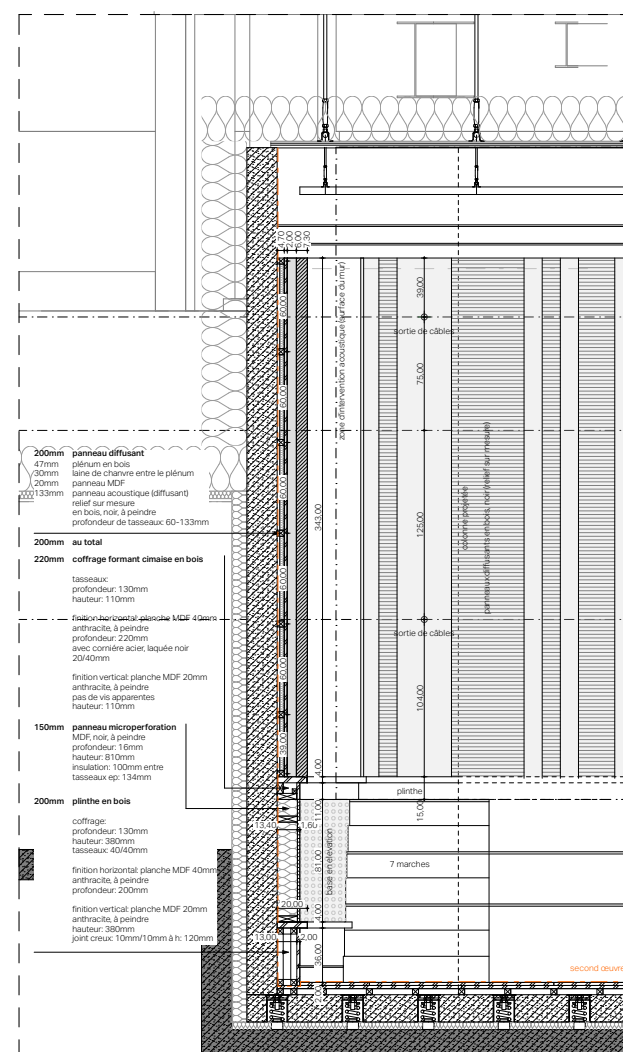 4,70
2,00
6,00
7,30
60,00
60,00
60,00
60,00
60,00
39,00
343,00
4,00
11,00
81,00
4,00
36,00
2,00
zone d'intervention acoustique (surface du mur)
39,00
sortie de câbles
75,00
125,00
colonne projetée
panneaux diffusants en bois, noir (relief sur mesure)
sortie de câbles
104,00
plinthe
15,00
13,40
1,60
base en élévation
7 marches
20,00
13,00
2,00
second œuvre
200mm panneau diffusant
47mm plénum en bois
30mm laine de chanvre entre le plénum
20mm panneau MDF
133mm panneau acoustique (diffusant)
relief sur mesure
en bois, noir, à peindre
profondeur de tasseaux: 60-133mm
200mm au total
220mm coffrage formant cimaise en bois
tasseaux:
profondeur: 130mm
hauteur: 110mm
finition horizontal: planche MDF 40mm
anthracite, à peindre
profondeur: 220mm
avec cornière acier, laquée noir
20/40mm
finition vertical: planche MDF 20mm
anthracite, à peindre
pas de vis apparentes
hauteur: 110mm
150mm panneau microperforation
MDF, noir, à peindre
profondeur: 16mm
hauteur: 810mm
insulation: 100mm entre
tasseaux ep: 134mm
200mm plinthe en bois
coffrage:
profondeur: 130mm
hauteur: 380mm
tasseaux: 40/40mm
finition horizontal: planche MDF 40mm
anthracite, à peindre
profondeur: 200mm
finition vertical: planche MDF 20mm
anthracite, à peindre
hauteur: 380mm
joint creux: 10mm/10mm à h: 120mm